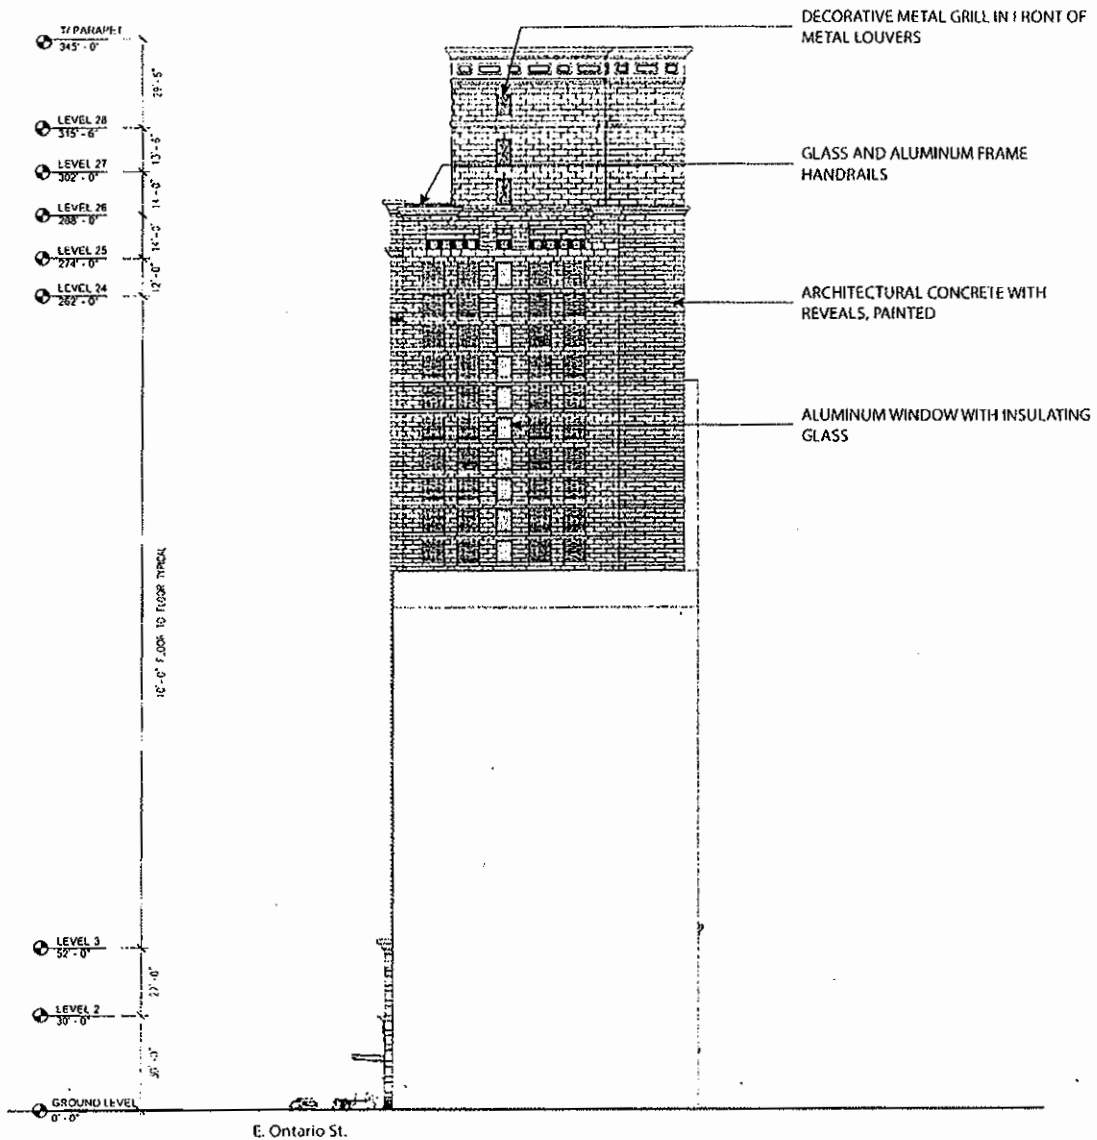 DECORATIVE METAL GRILL IN FRONT OF
METAL LOUVERS
T/ PARAPET
345' - 0"
29'-6"
LEVEL 28
315' - 6"
13'-6"
GLASS AND ALUMINUM FRAME
HANDRAILS
LEVEL 27
302' - 0"
14'-0"
LEVEL 26
288' - 0"
14'-0"
LEVEL 25
274' - 0"
12'-0"
LEVEL 24
262' - 0"
ARCHITECTURAL CONCRETE WITH
REVEALS, PAINTED
ALUMINUM WINDOW WITH INSULATING
GLASS
10'-0" FLOOR TO FLOOR TYPICAL
LEVEL 3
52' - 0"
LEVEL 2
30' - 0"
30'-0"
GROUND LEVEL
0' - 0"
E. Ontario St.